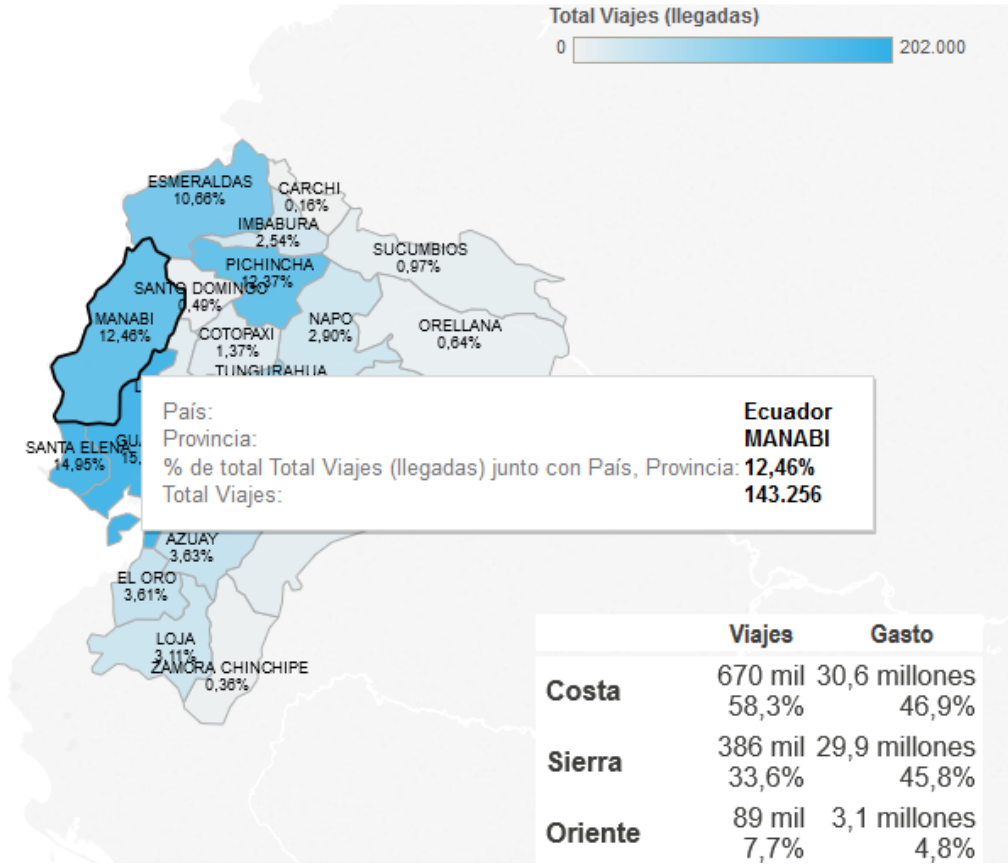 Total Viajes (llegadas)
0 202.000
ESMERALDAS
10,66%
CARCHI
0,16%
IMBABURA
2,54%
SUCUMBIOS
0,97%
PICHINCHA
12,37%
SANTO DOMINGO
0,49%
MANABI
12,46%
NAPO
2,90%
ORELLANA
0,64%
COTOPAXI
1,37%
TUNGURAHUA
País: Ecuador
Provincia: MANABI
% de total Total Viajes (llegadas) junto con País, Provincia: 12,46%
Total Viajes: 143.256
SANTA ELENA
14,95%
AZUAY
3,63%
EL ORO
3,61%
LOJA
3,11%
ZAMORA CHINCHIPE
0,36%
Viajes Gasto
Costa 670 mil 30,6 millones
58,3% 46,9%
Sierra 386 mil 29,9 millones
33,6% 45,8%
Oriente 89 mil 3,1 millones
7,7% 4,8%